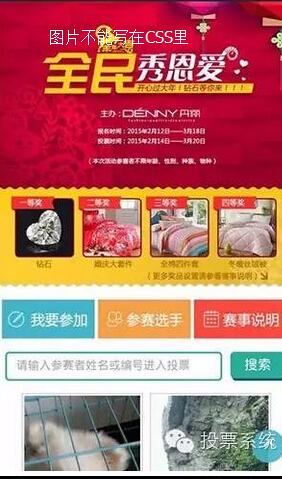 图片不能写在CSS里
全民秀恩爱
开心过大年！钻石等你来！！！
主办：DÉNNY 丹诗
报名时间：2015年2月12日——3月18日
投票时间：2015年2月14日——3月20日
（本次活动参赛者不限年龄、性别、种族、物种）
一等奖 二等奖 三等奖 四等奖
钻石 婚庆大套件 全棉四件套 冬暖丝绒被
（更多奖品设置请参看赛事说明）
我要参加 参赛选手 赛事说明
请输入参赛者姓名或编号进入投票 搜索
投票系统